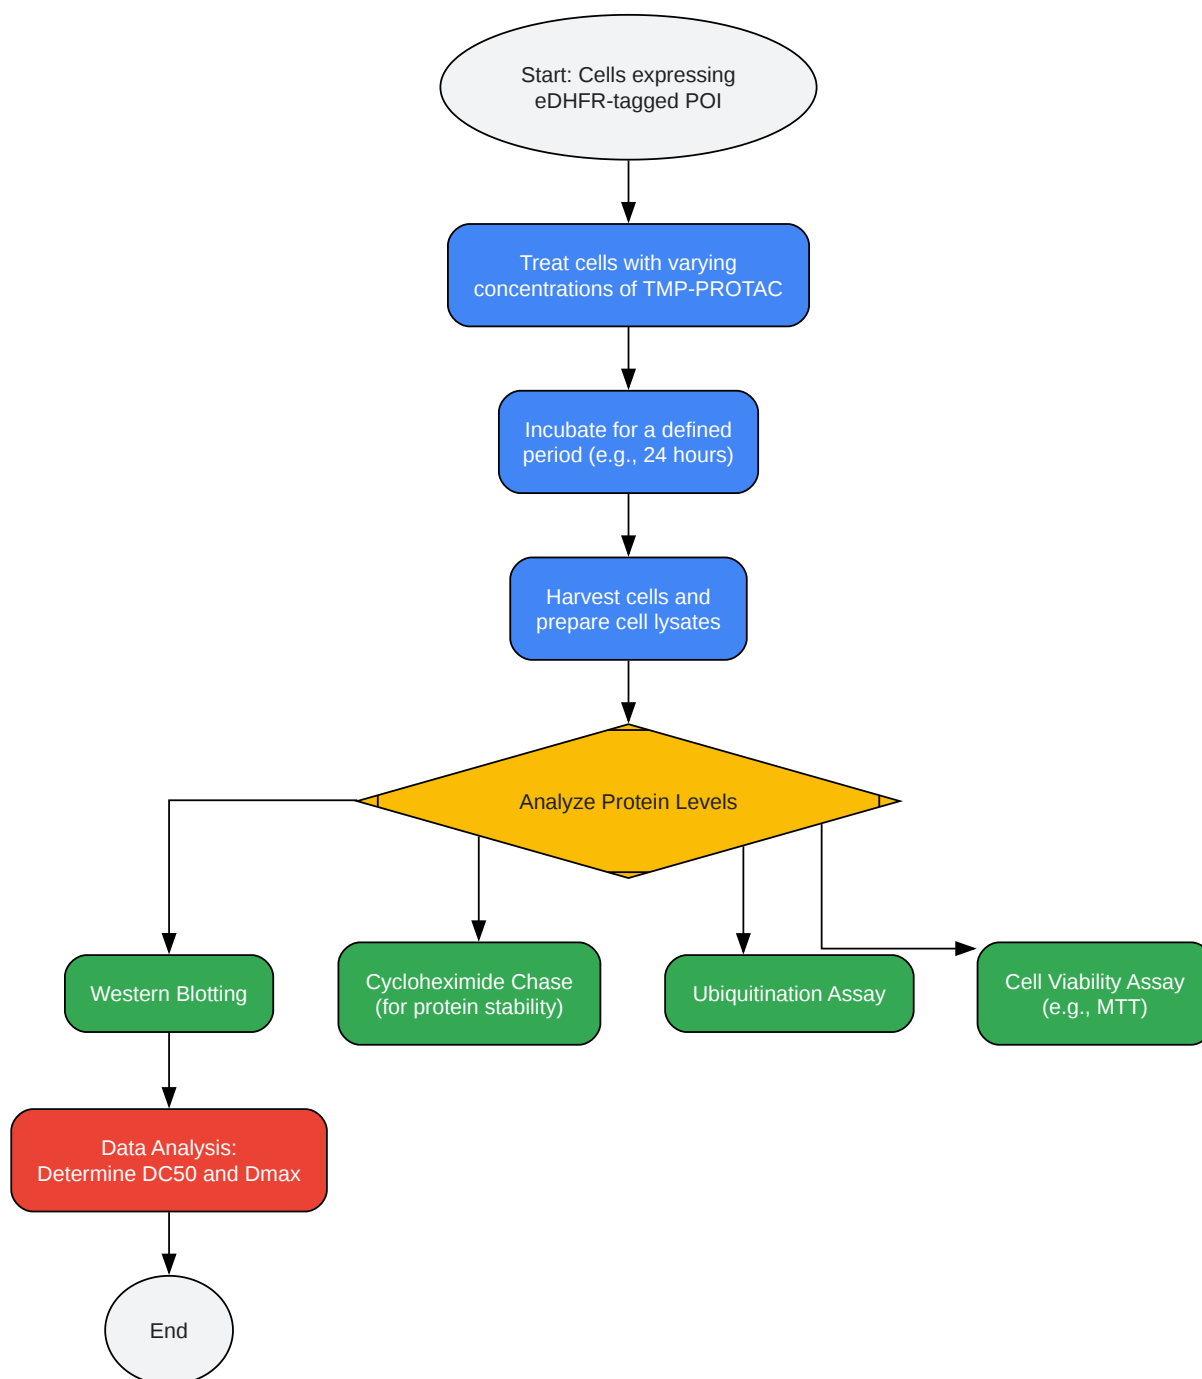 Start: Cells expressing
eDHFR-tagged POI
Treat cells with varying
concentrations of TMP-PROTAC
Incubate for a defined
period (e.g., 24 hours)
Harvest cells and
prepare cell lysates
Analyze Protein Levels
Western Blotting
Cycloheximide Chase
(for protein stability)
Ubiquitination Assay
Cell Viability Assay
(e.g., MTT)
Data Analysis:
Determine DC50 and Dmax
End